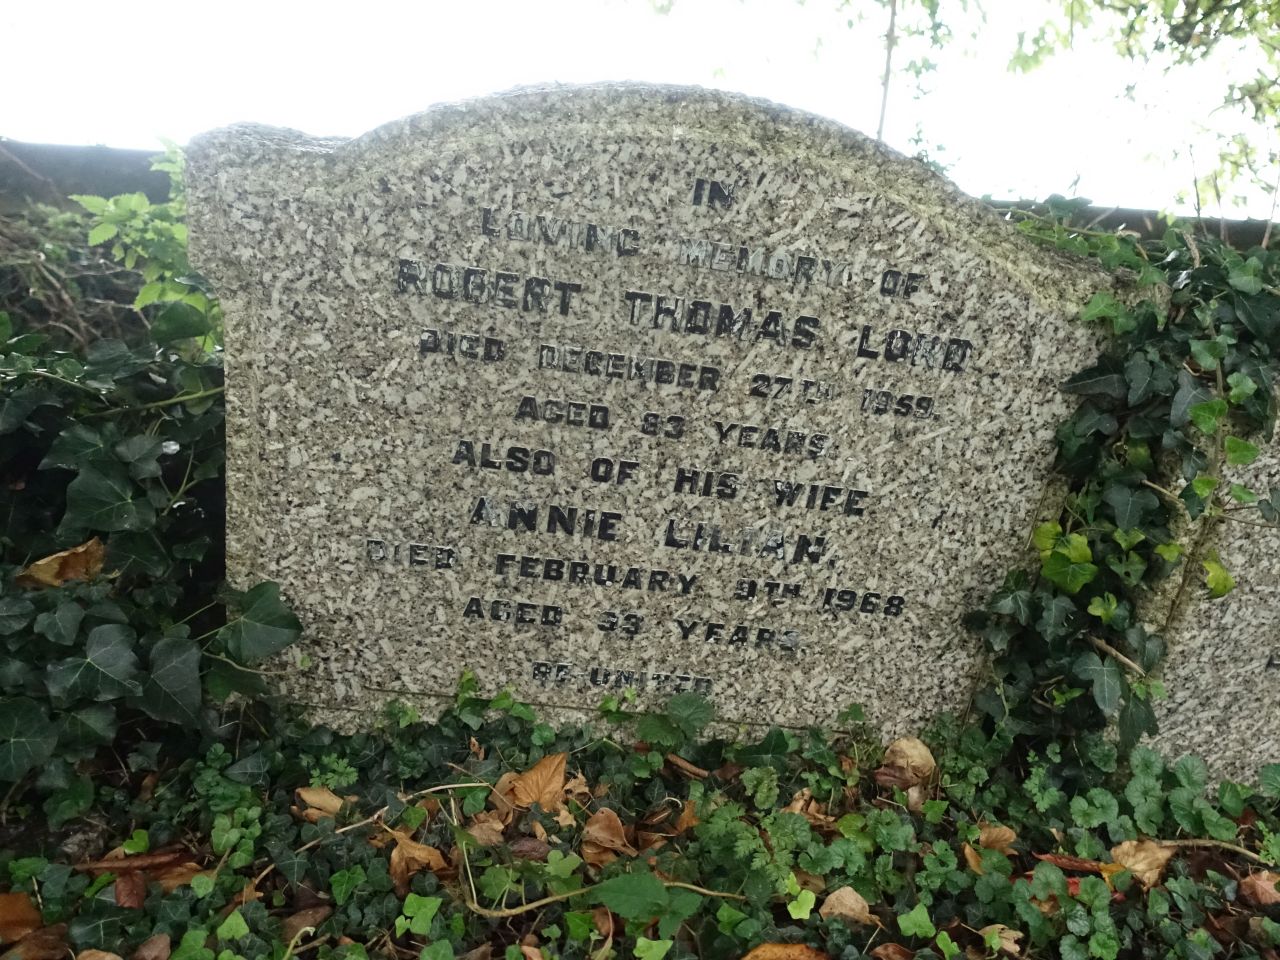 IN
LOVING MEMORY OF
ROBERT THOMAS LORD
DIED DECEMBER 27TH 1959.
AGED 83 YEARS.
ALSO OF HIS WIFE
ANNIE LILIAN.
DIED FEBRUARY 9TH 1968
AGED YEARS.
RE-UNITED